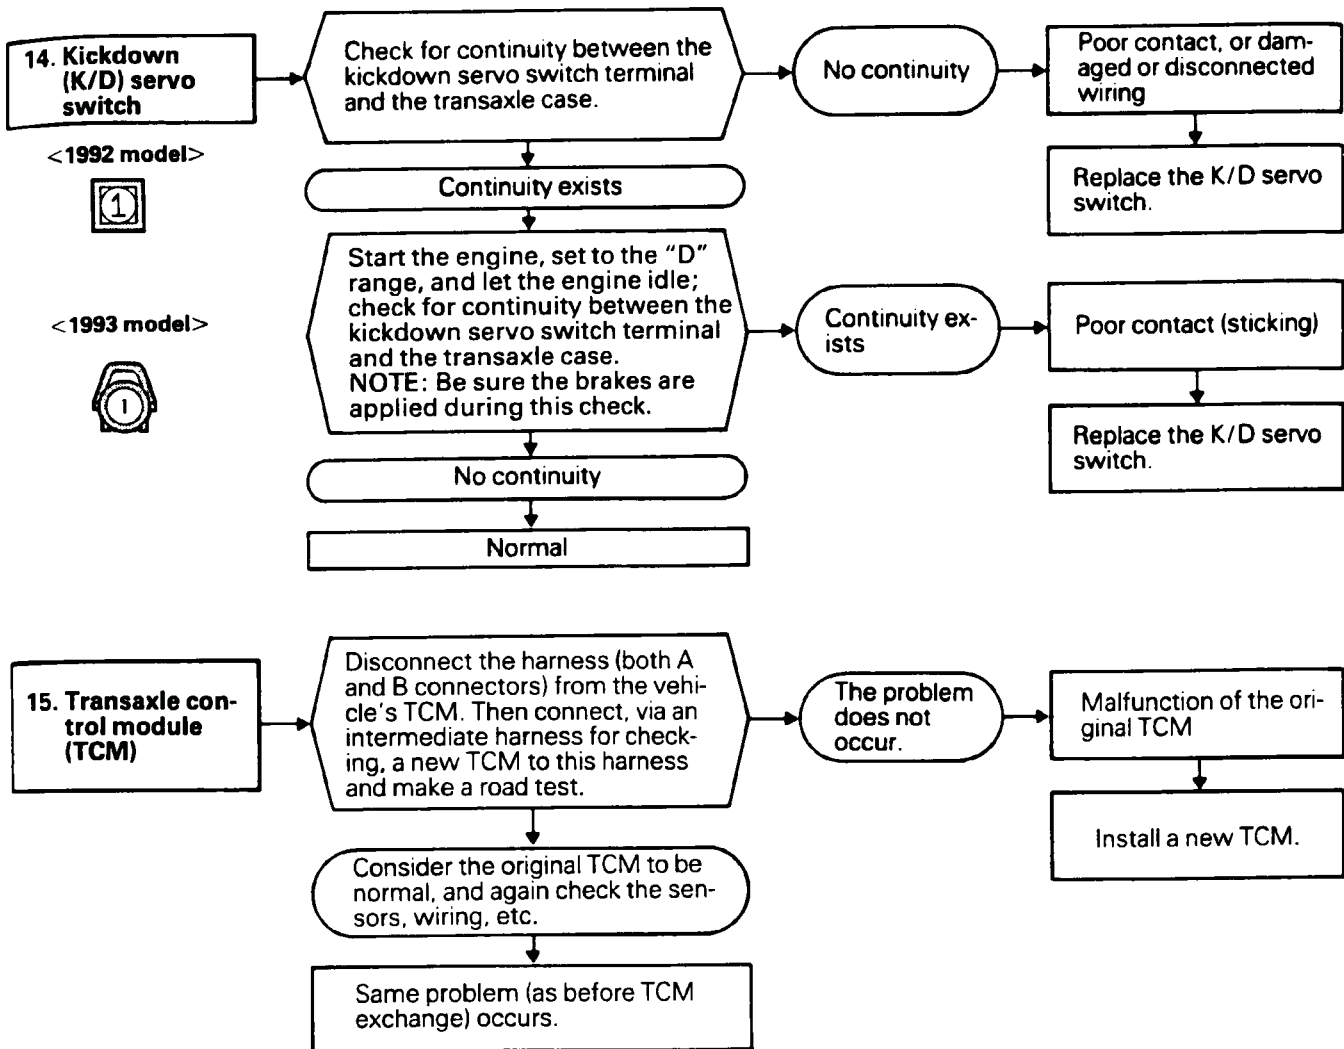 14. Kickdown
(K/D) servo
switch
<1992 model>
1
<1993 model>
1
Check for continuity between the
kickdown servo switch terminal
and the transaxle case.
No continuity
Poor contact, or dam-
aged or disconnected
wiring
Replace the K/D servo
switch.
Continuity exists
Start the engine, set to the "D"
range, and let the engine idle;
check for continuity between the
kickdown servo switch terminal
and the transaxle case.
NOTE: Be sure the brakes are
applied during this check.
Continuity ex-
ists
Poor contact (sticking)
Replace the K/D servo
switch.
No continuity
Normal
15. Transaxle con-
trol module
(TCM)
Disconnect the harness (both A
and B connectors) from the vehi-
cle's TCM. Then connect, via an
intermediate harness for check-
ing, a new TCM to this harness
and make a road test.
The problem
does not
occur.
Malfunction of the ori-
ginal TCM
Install a new TCM.
Consider the original TCM to be
normal, and again check the sen-
sors, wiring, etc.
Same problem (as before TCM
exchange) occurs.